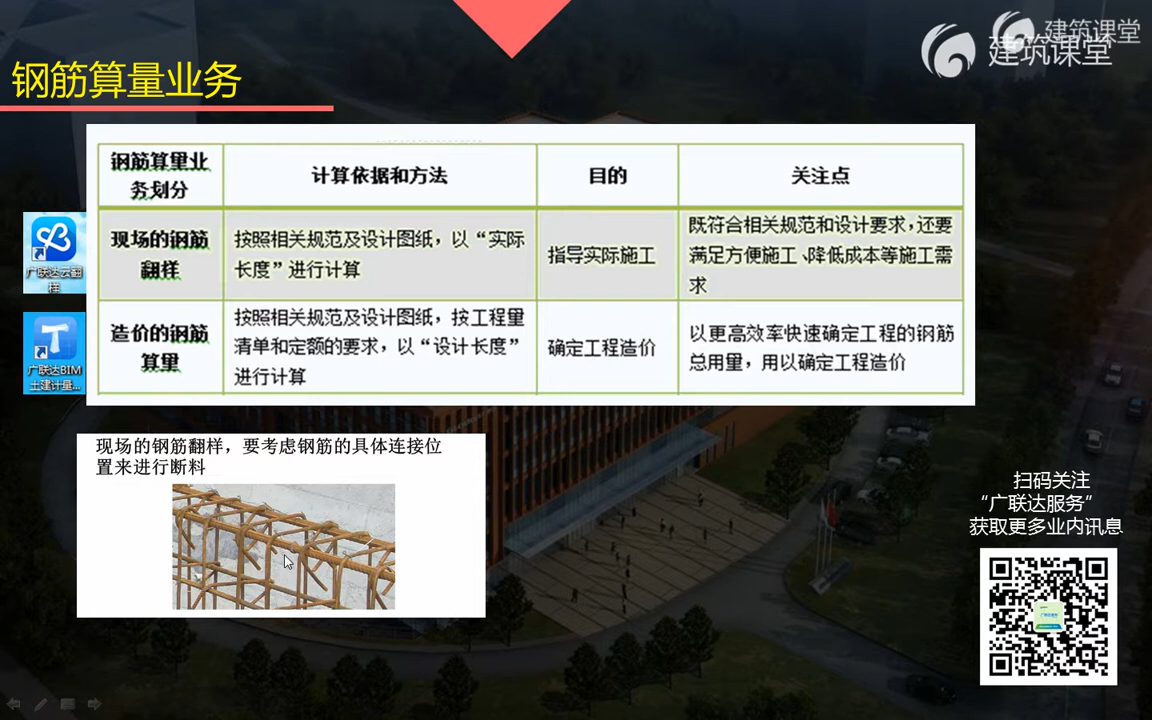 建筑课堂
建筑课堂
钢筋算量业务
钢筋算量业
务划分
计算依据和方法
目的
关注点
现场的钢筋
翻样
按照相关规范及设计图纸，以“实际
长度”进行计算
指导实际施工
既符合相关规范和设计要求，还要
满足方便施工、降低成本等施工需
求
造价的钢筋
算量
按照相关规范及设计图纸，按工程量
清单和定额的要求，以“设计长度”
进行计算
确定工程造价
以更高效率快速确定工程的钢筋
总用量，用以确定工程造价
广联达云翻
样
广联达BIM
土建计量...
现场的钢筋翻样，要考虑钢筋的具体连接位
置来进行断料
扫码关注
“广联达服务”
获取更多业内讯息